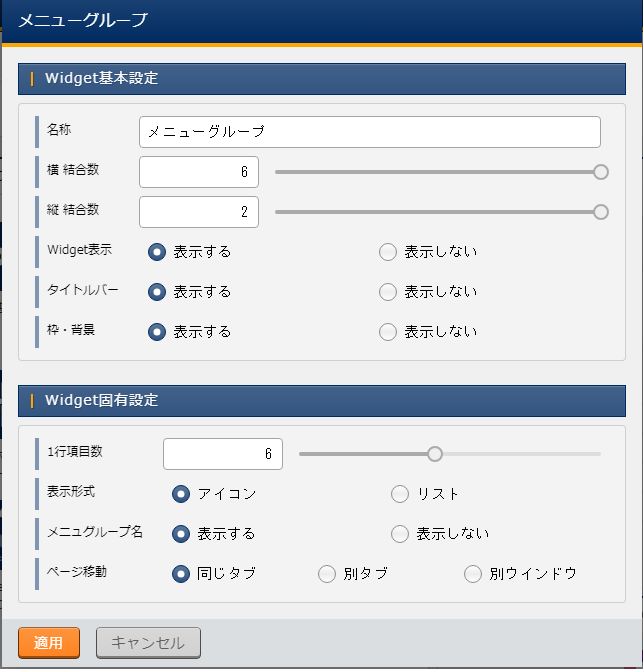 メニューグループ
Widget基本設定
名称 メニューグループ
横 結合数 6
縦 結合数 2
Widget表示 表示する 表示しない
タイトルバー 表示する 表示しない
枠・背景 表示する 表示しない
Widget固有設定
1行項目数 6
表示形式 アイコン リスト
メニュグループ名 表示する 表示しない
ページ移動 同じタブ 別タブ 別ウインドウ
適用 キャンセル